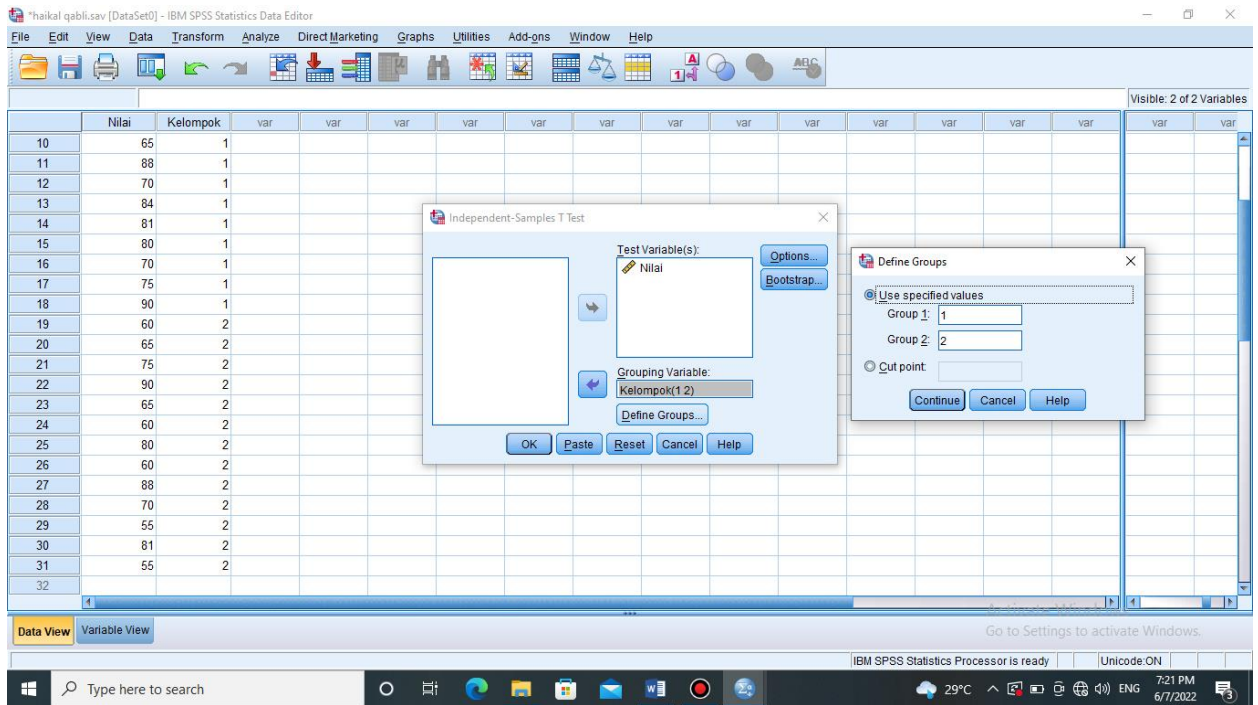 *haikal qabli.sav [DataSet0] - IBM SPSS Statistics Data Editor
File Edit View Data Transform Analyze Direct Marketing Graphs Utilities Add-ons Window Help
Visible: 2 of 2 Variables
Nilai Kelompok var var var var var var var var var var var var var var var
10 65 1
11 88 1
12 70 1
13 84 1
14 81 1
15 80 1
16 70 1
17 75 1
18 90 1
19 60 2
20 65 2
21 75 2
22 90 2
23 65 2
24 60 2
25 80 2
26 60 2
27 88 2
28 70 2
29 55 2
30 81 2
31 55 2
32
Independent-Samples T Test
Test Variable(s):
Nilai
Options...
Bootstrap...
Grouping Variable:
Kelompok(1 2)
Define Groups...
OK Paste Reset Cancel Help
Define Groups
Use specified values
Group 1: 1
Group 2: 2
Cut point:
Continue Cancel Help
Data View Variable View
Go to Settings to activate Windows.
IBM SPSS Statistics Processor is ready Unicode:ON
Type here to search
29°C ENG 7:21 PM
6/7/2022
3